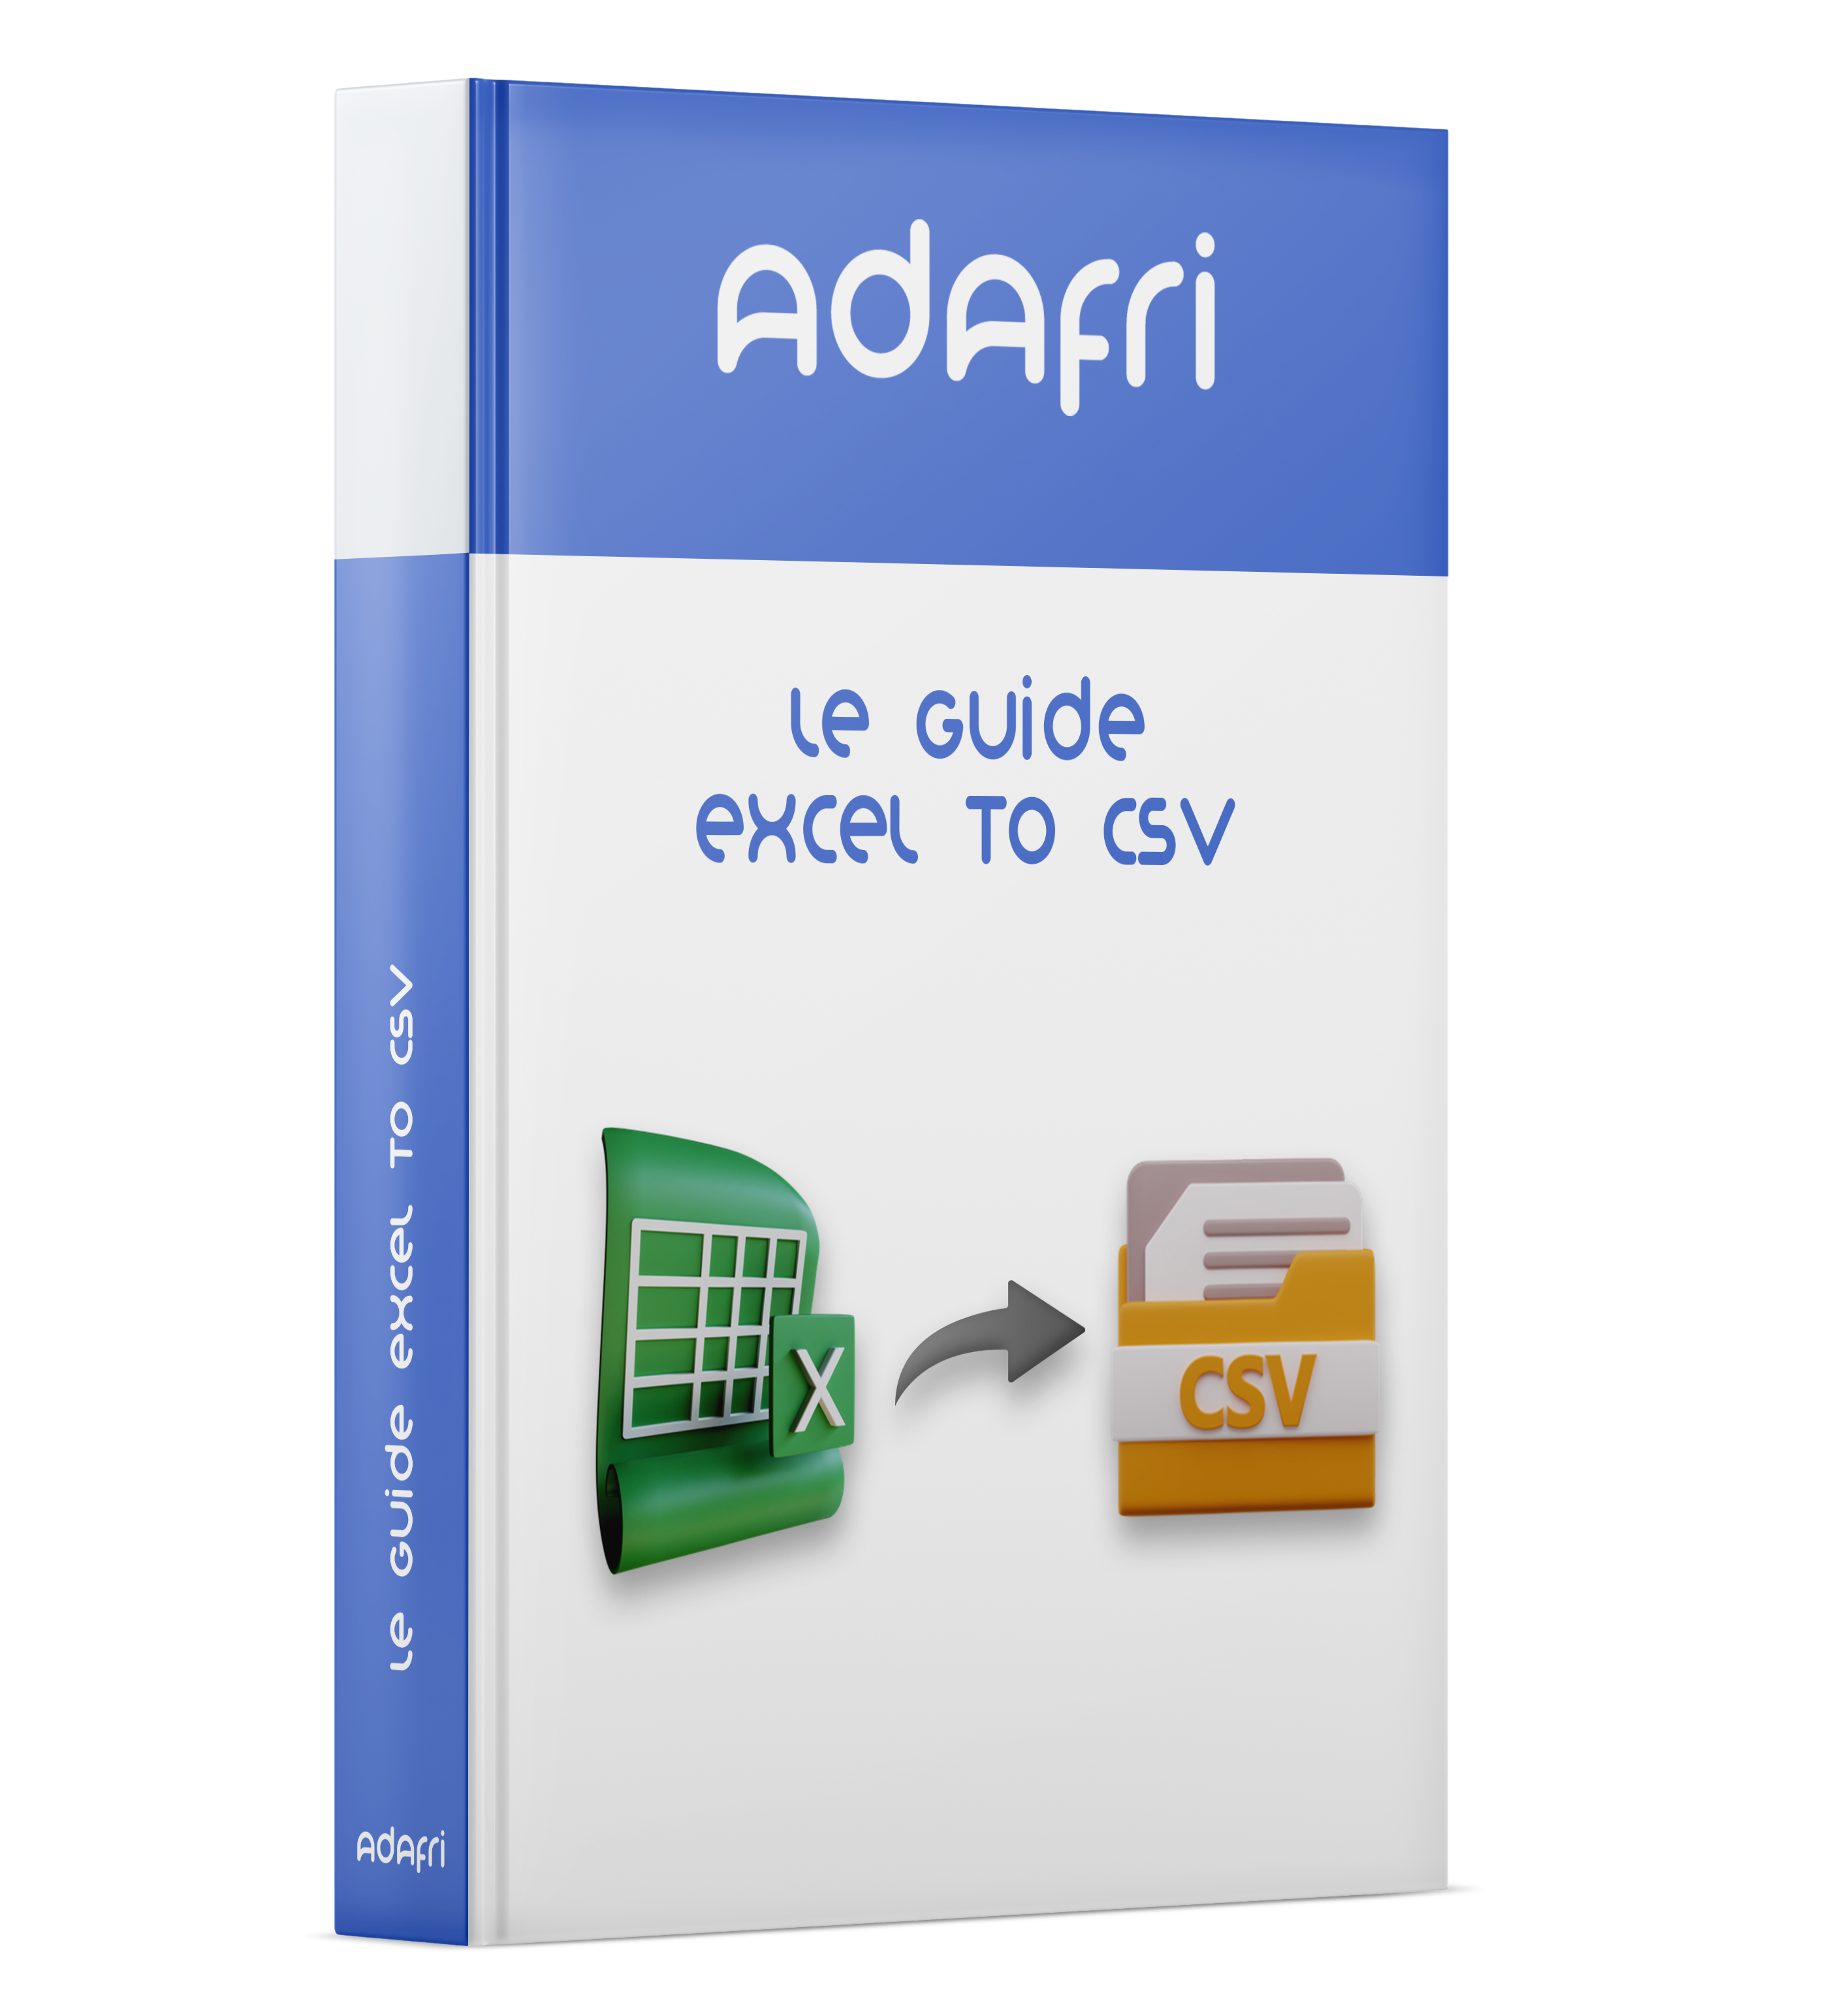 Adafri
Le Guide
Excel TO CSV
Le Guide Excel TO CSV
Adafri
X
CSV